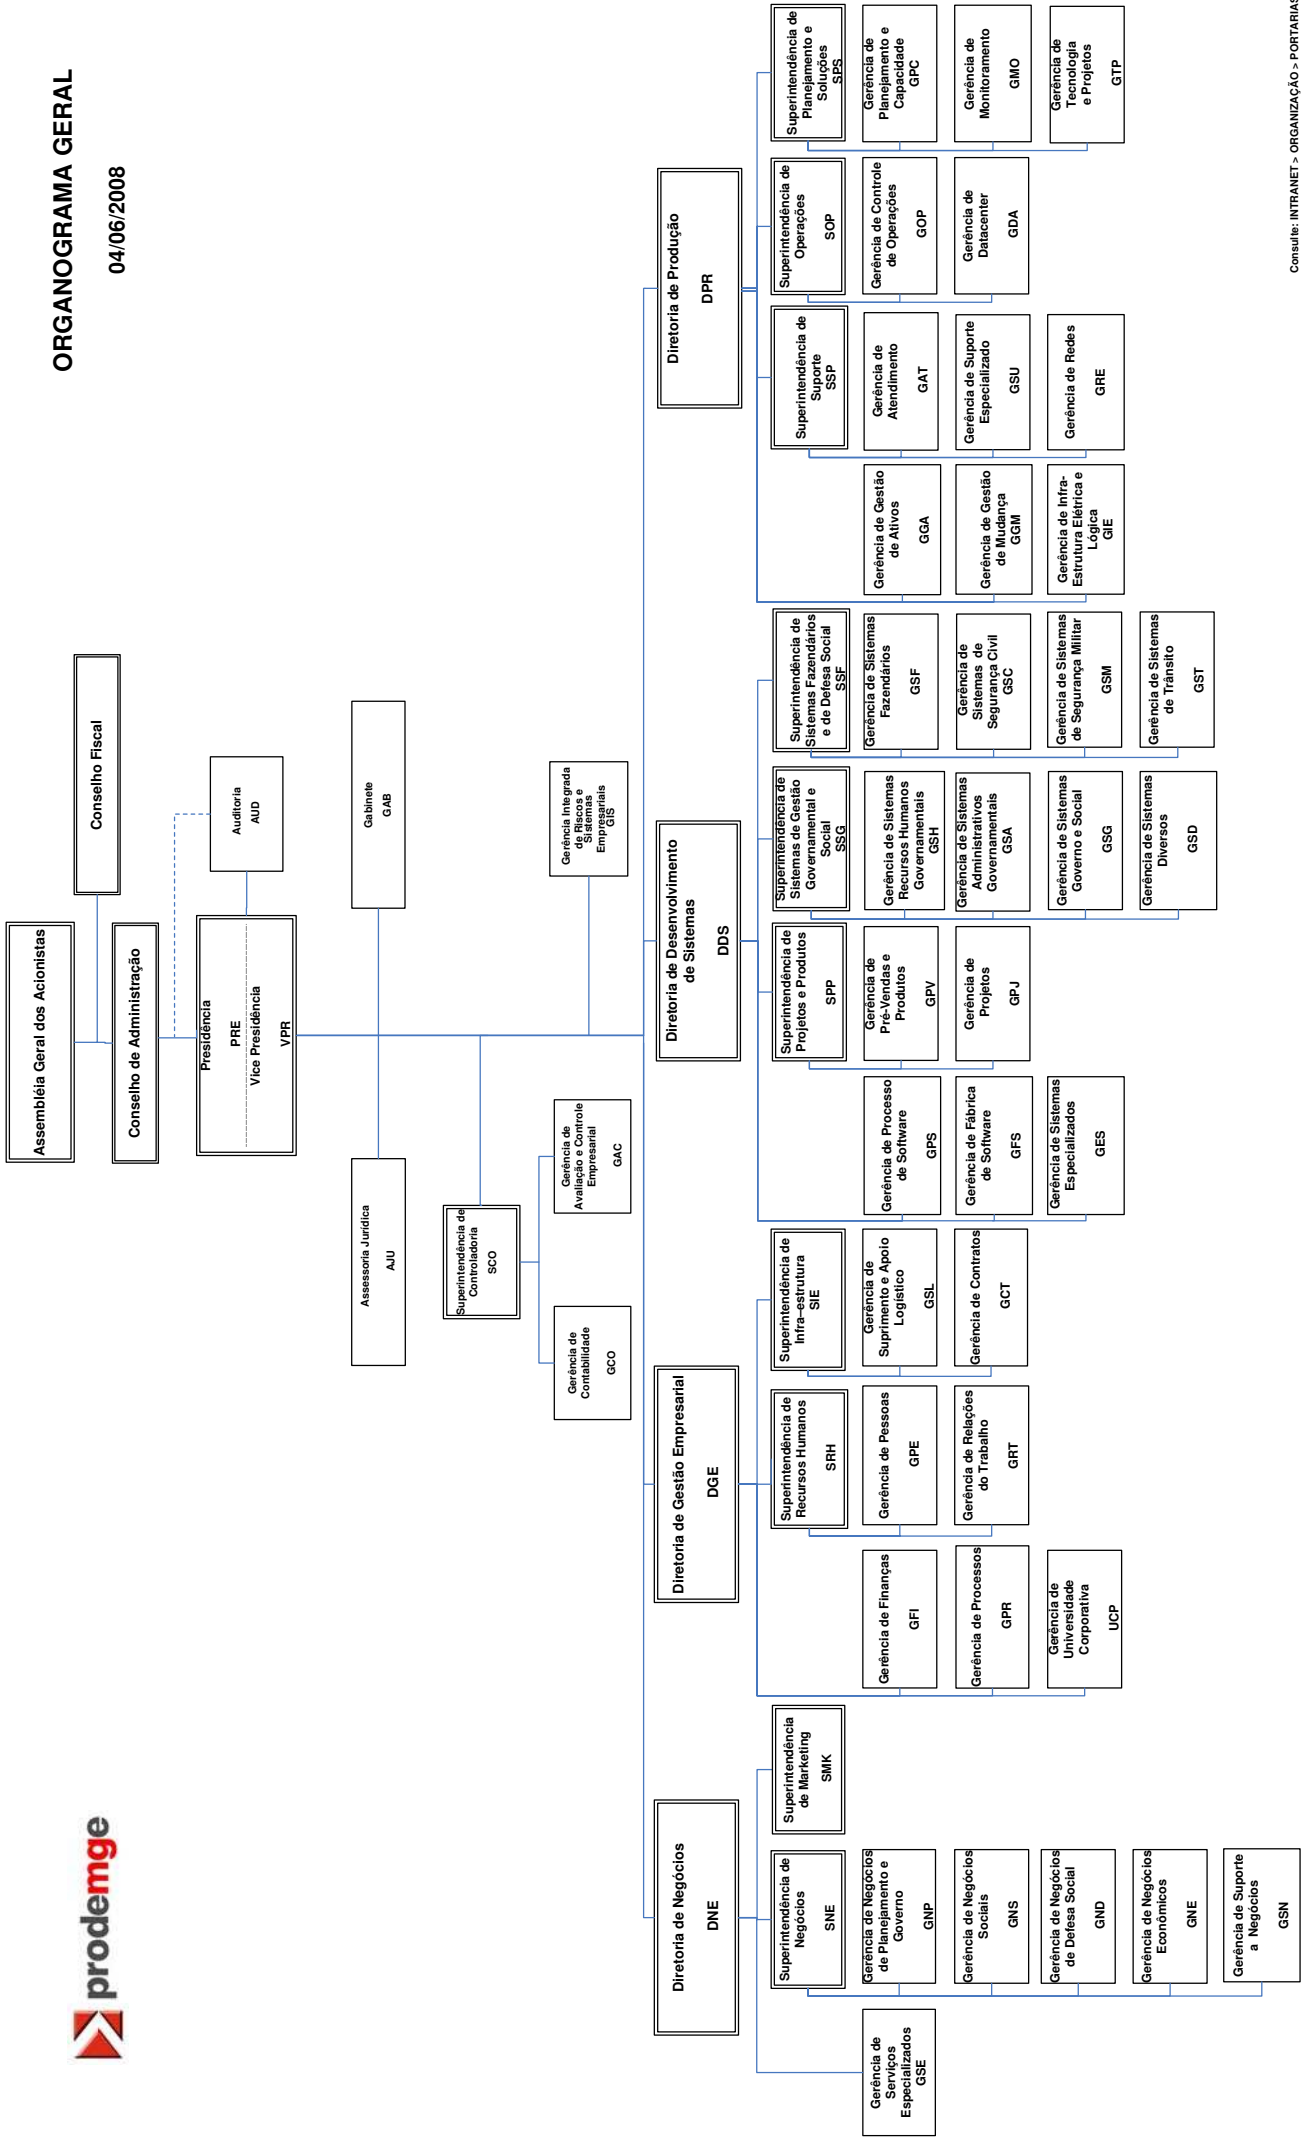 prodemge
ORGANOGRAMA GERAL
04/06/2008
Assembléia Geral dos Acionistas
Conselho Fiscal
Conselho de Administração
Presidência
PRE
Vice Presidência
VPR
Auditoria
AUD
Assessoria Jurídica
AJU
Gabinete
GAB
Superintendência de
Controladoria
SCO
Gerência de
Contabilidade
GCO
Gerência de
Avaliação e Controle
Empresarial
GAC
Gerência Integrada
de Riscos e
Sistemas
Empresariais
GIS
Diretoria de Negócios
DNE
Gerência de
Serviços
Especializados
GSE
Superintendência de
Negócios
SNE
Gerência de Negócios
de Planejamento e
Governo
GNP
Gerência de Negócios
Sociais
GNS
Gerência de Negócios
de Defesa Social
GND
Gerência de Negócios
Econômicos
GNE
Gerência de Suporte
a Negócios
GSN
Superintendência
de Marketing
SMK
Diretoria de Gestão Empresarial
DGE
Gerência de Finanças
GFI
Gerência de Processos
GPR
Gerência de
Universidade
Corporativa
UCP
Superintendência de
Recursos Humanos
SRH
Gerência de Pessoas
GPE
Gerência de Relações
do Trabalho
GRT
Superintendência de
Infra–estrutura
SIE
Gerência de
Suprimento e Apoio
Logístico
GSL
Gerência de Contratos
GCT
Diretoria de Desenvolvimento
de Sistemas
DDS
Gerência de Processo
de Software
GPS
Gerência de Fábrica
de Software
GFS
Gerência de Sistemas
Especializados
GES
Superintendência de
Projetos e Produtos
SPP
Gerência de
Pré-Vendas e
Produtos
GPV
Gerência de
Projetos
GPJ
Superintendência de
Sistemas de Gestão
Governamental e
Social
SSG
Gerência de Sistemas
Recursos Humanos
Governamentais
GSH
Gerência de Sistemas
Administrativos
Governamentais
GSA
Gerência de Sistemas
Governo e Social
GSG
Gerência de Sistemas
Diversos
GSD
Superintendência de
Sistemas Fazendários
e de Defesa Social
SSF
Gerência de Sistemas
Fazendários
GSF
Gerência de
Sistemas de
Segurança Civil
GSC
Gerência de Sistemas
de Segurança Militar
GSM
Gerência de Sistemas
de Trânsito
GST
Diretoria de Produção
DPR
Gerência de Gestão
de Ativos
GGA
Gerência de Gestão
de Mudança
GGM
Gerência de Infra-
Estrutura Elétrica e
Lógica
GIE
Superintendência de
Suporte
SSP
Gerência de
Atendimento
GAT
Gerência de Suporte
Especializado
GSU
Gerência de Redes
GRE
Superintendência de
Operações
SOP
Gerência de Controle
de Operações
GOP
Gerência de
Datacenter
GDA
Superintendência de
Planejamento e
Soluções
SPS
Gerência de
Planejamento e
Capacidade
GPC
Gerência de
Monitoramento
GMO
Gerência de
Tecnologia
e Projetos
GTP
Consulte: INTRANET > ORGANIZAÇÃO > PORTARIAS